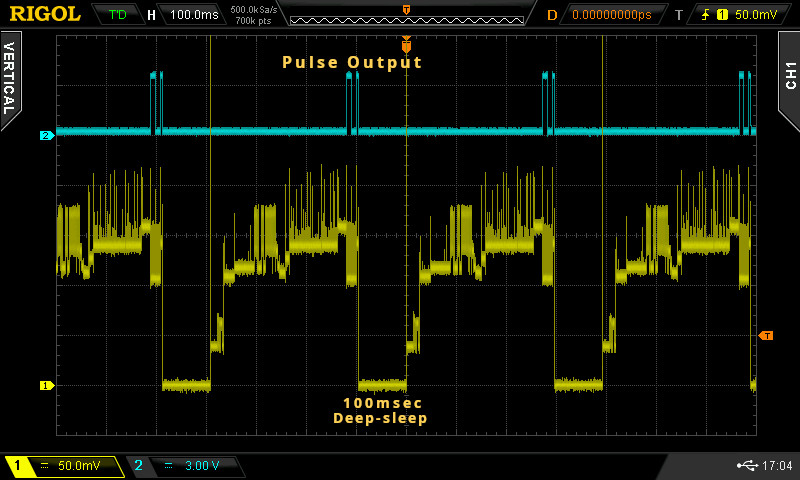 RIGOL T'D H 100.0ms 500.0kSa/s 700k pts D 0.00000000ps T 1 50.0mV
T
VERTICAL
CH1
Pulse Output
2
T
1
100msec
Deep-sleep
1 50.0mV 2 3.00 V 17:04